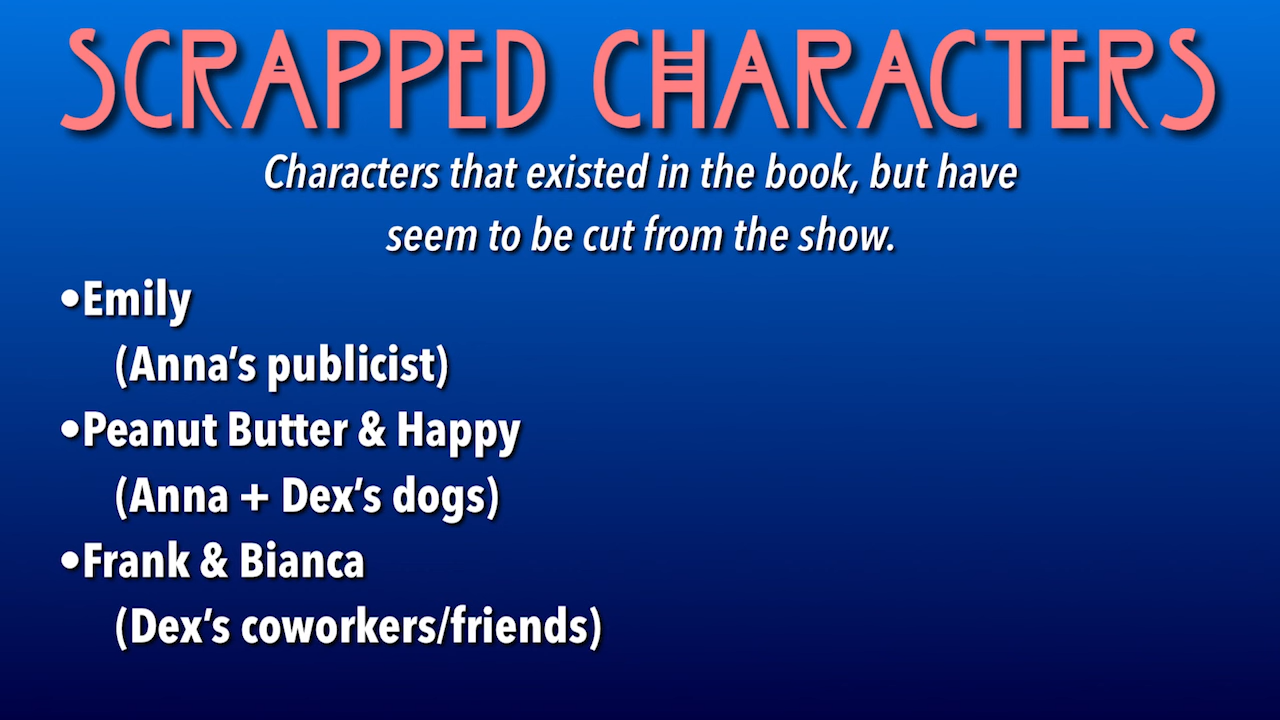 SCRAPPED CHARACTERS
Characters that existed in the book, but have
seem to be cut from the show.
•Emily
(Anna's publicist)
•Peanut Butter & Happy
(Anna + Dex's dogs)
•Frank & Bianca
(Dex's coworkers/friends)